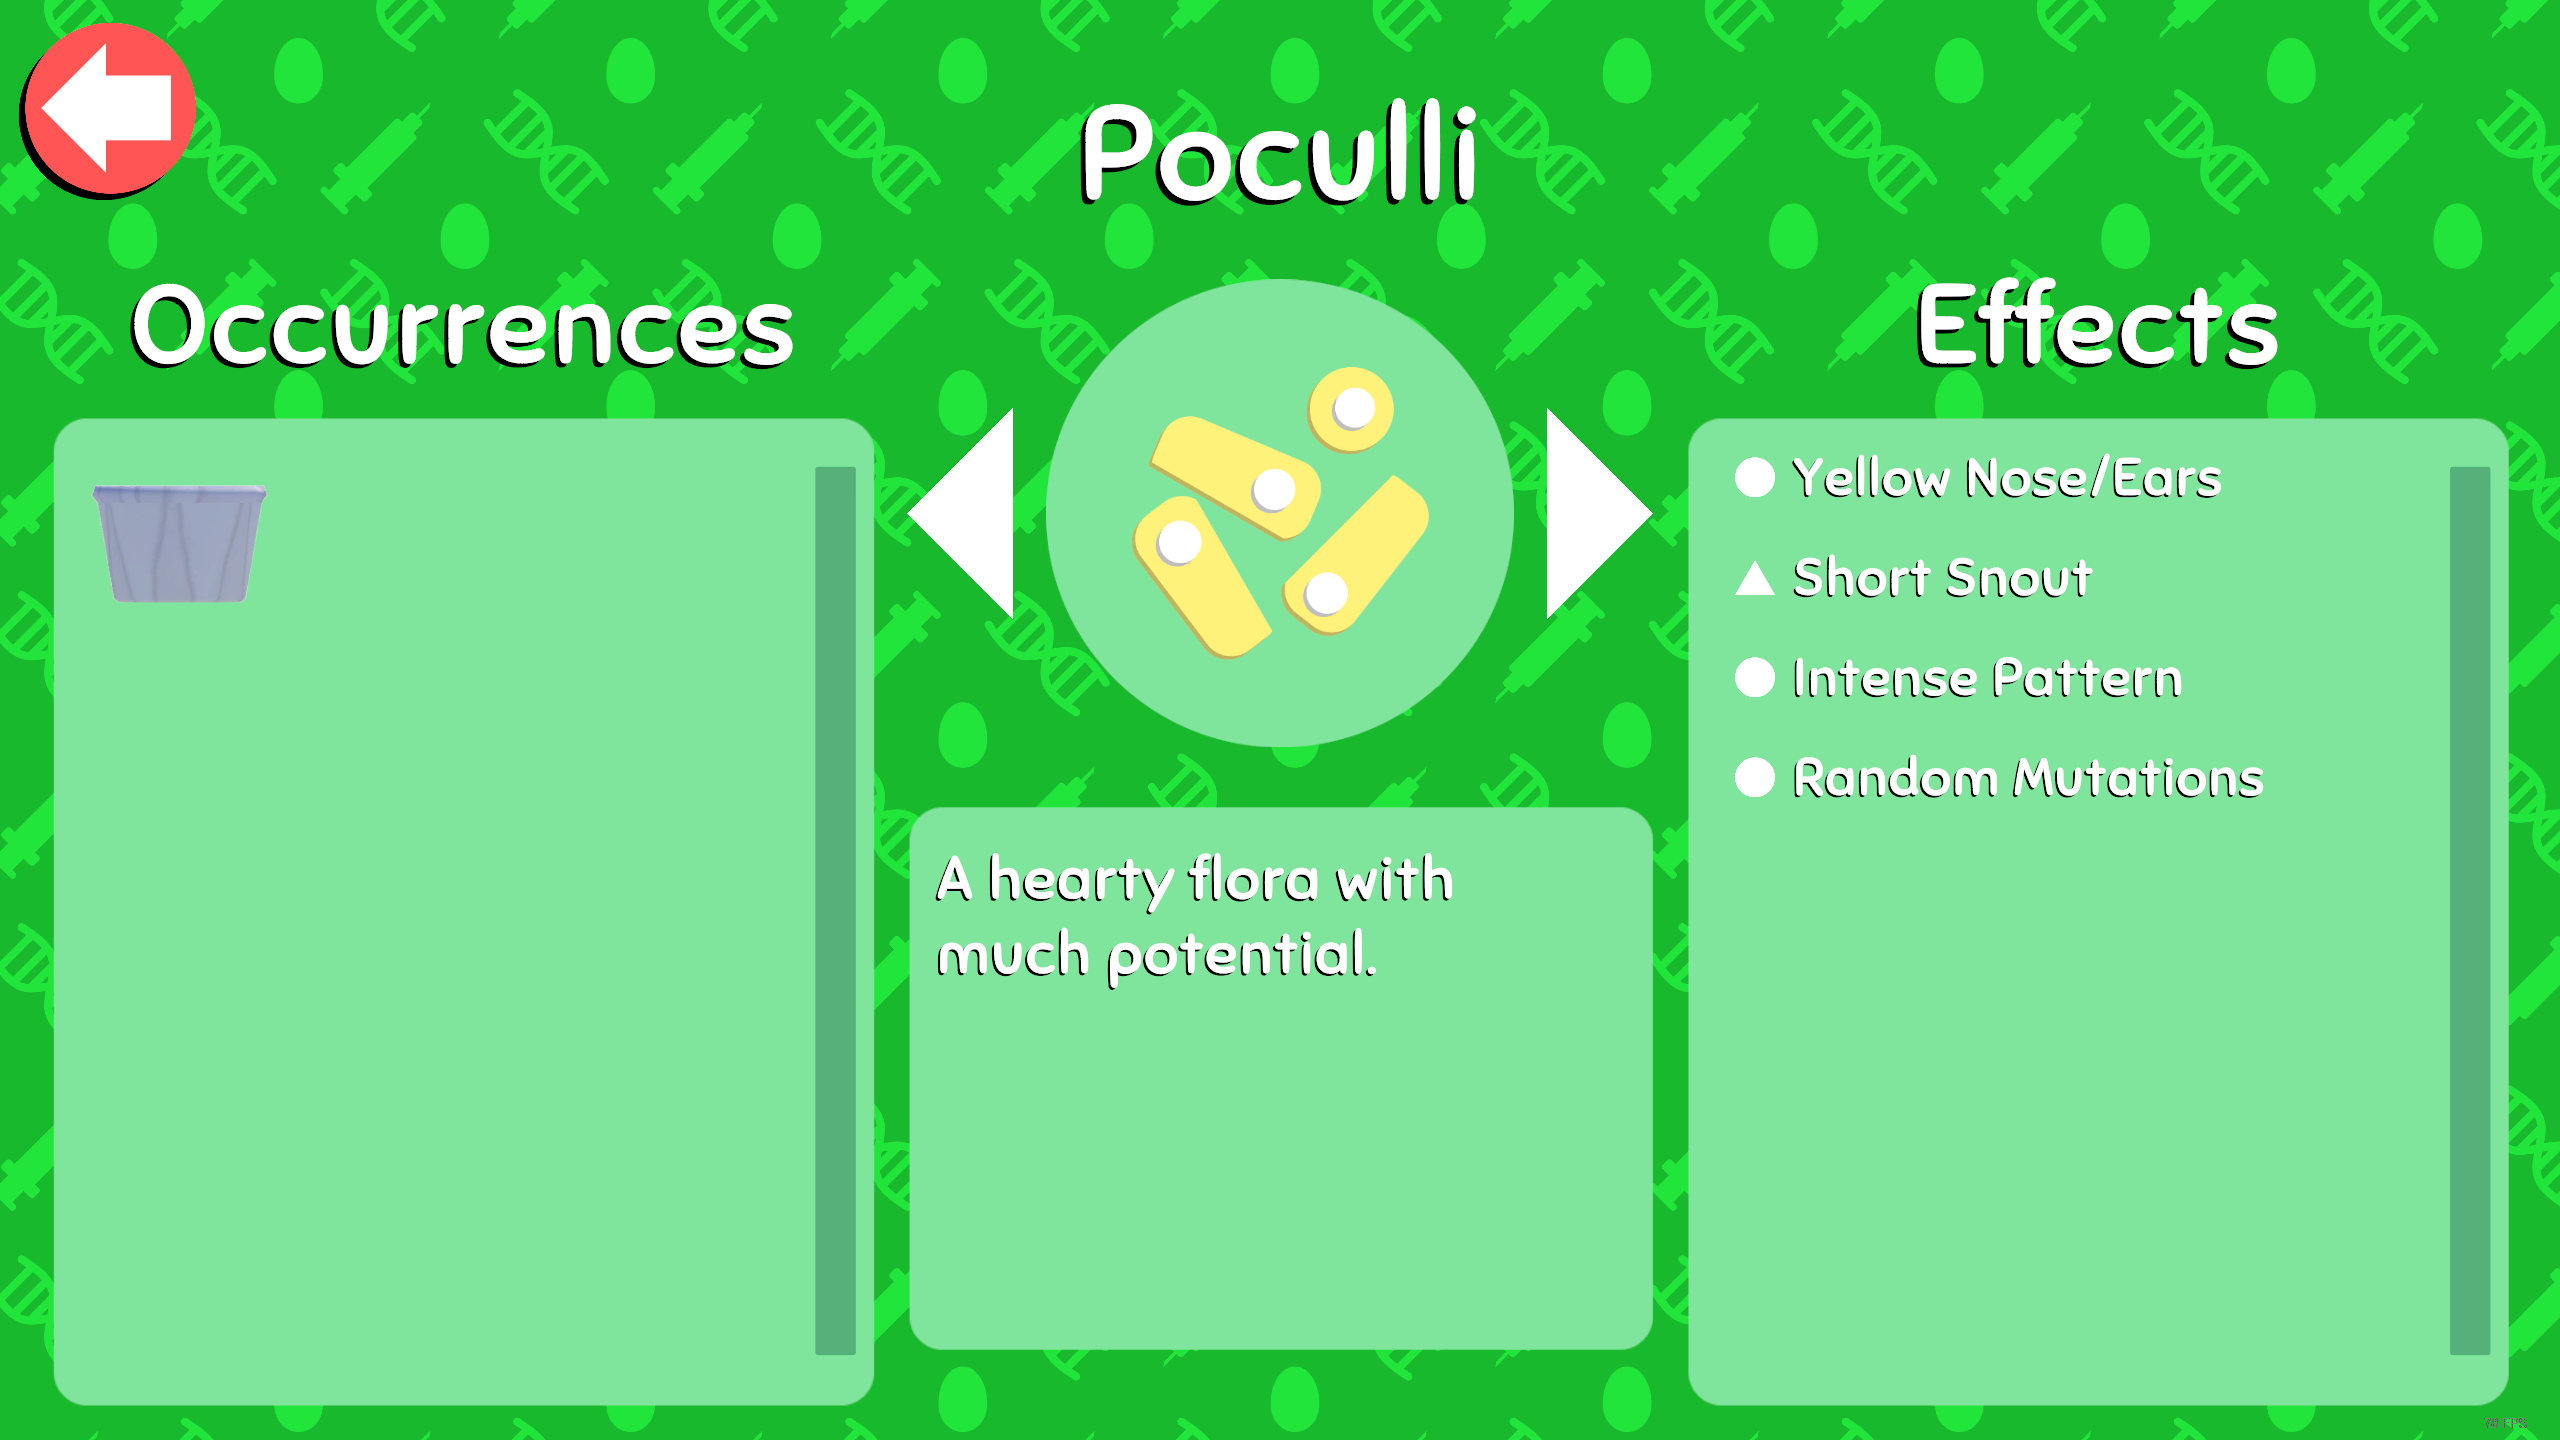 Poculli
Occurrences
Effects
Yellow Nose/Ears
Short Snout
Intense Pattern
Random Mutations
A hearty flora with
much potential.